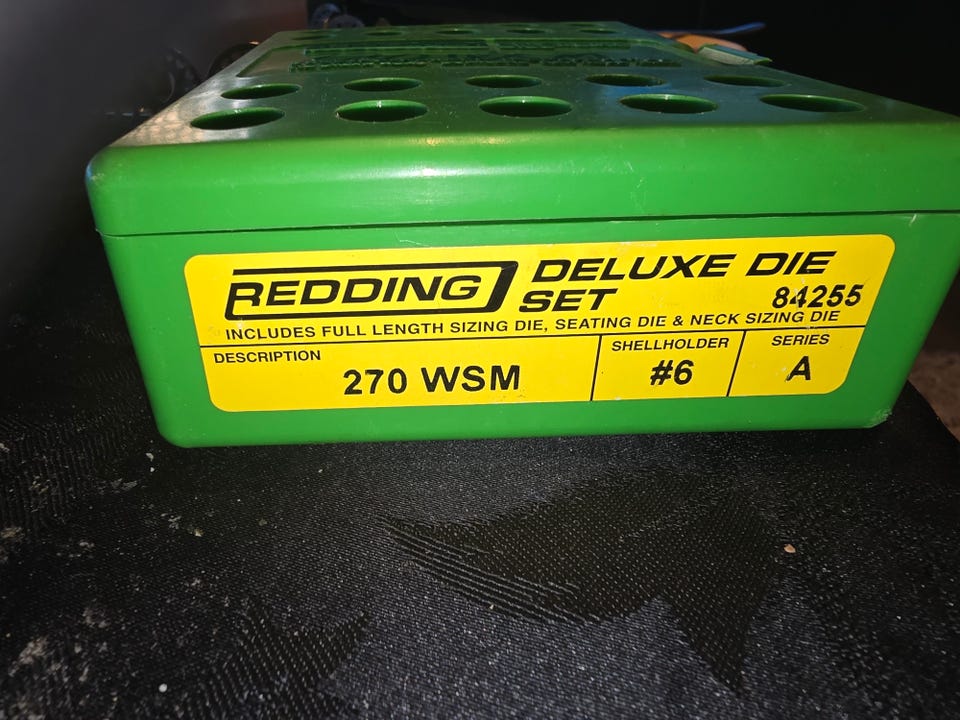 REDDING DELUXE DIE
SET 84255
INCLUDES FULL LENGTH SIZING DIE, SEATING DIE & NECK SIZING DIE
DESCRIPTION SHELLHOLDER SERIES
270 WSM #6 A